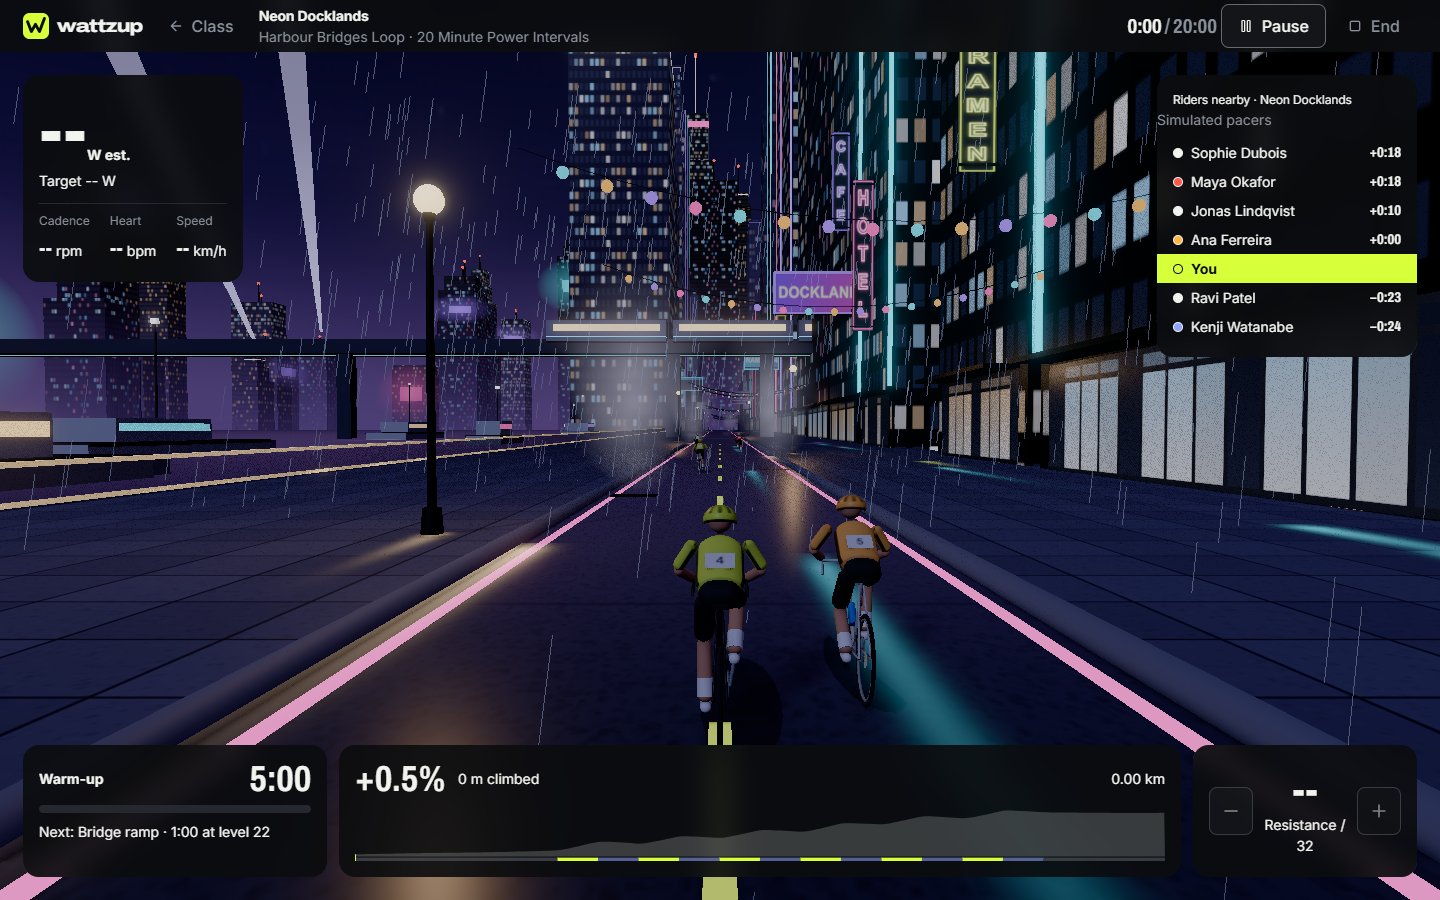 W wattzup
← Class
Neon Docklands
Harbour Bridges Loop · 20 Minute Power Intervals
0:00 / 20:00
Pause
End
-- W est.
Target -- W
Cadence Heart Speed
-- rpm -- bpm -- km/h
RAMEN
CAFE
HOTEL
DOCKLAN
Riders nearby · Neon Docklands
Simulated pacers
Sophie Dubois +0:18
Maya Okafor +0:18
Jonas Lindqvist +0:10
Ana Ferreira +0:00
You
Ravi Patel −0:23
Kenji Watanabe −0:24
4
5
Warm-up 5:00
Next: Bridge ramp · 1:00 at level 22
+0.5% 0 m climbed 0.00 km
−
--
+
Resistance /
32